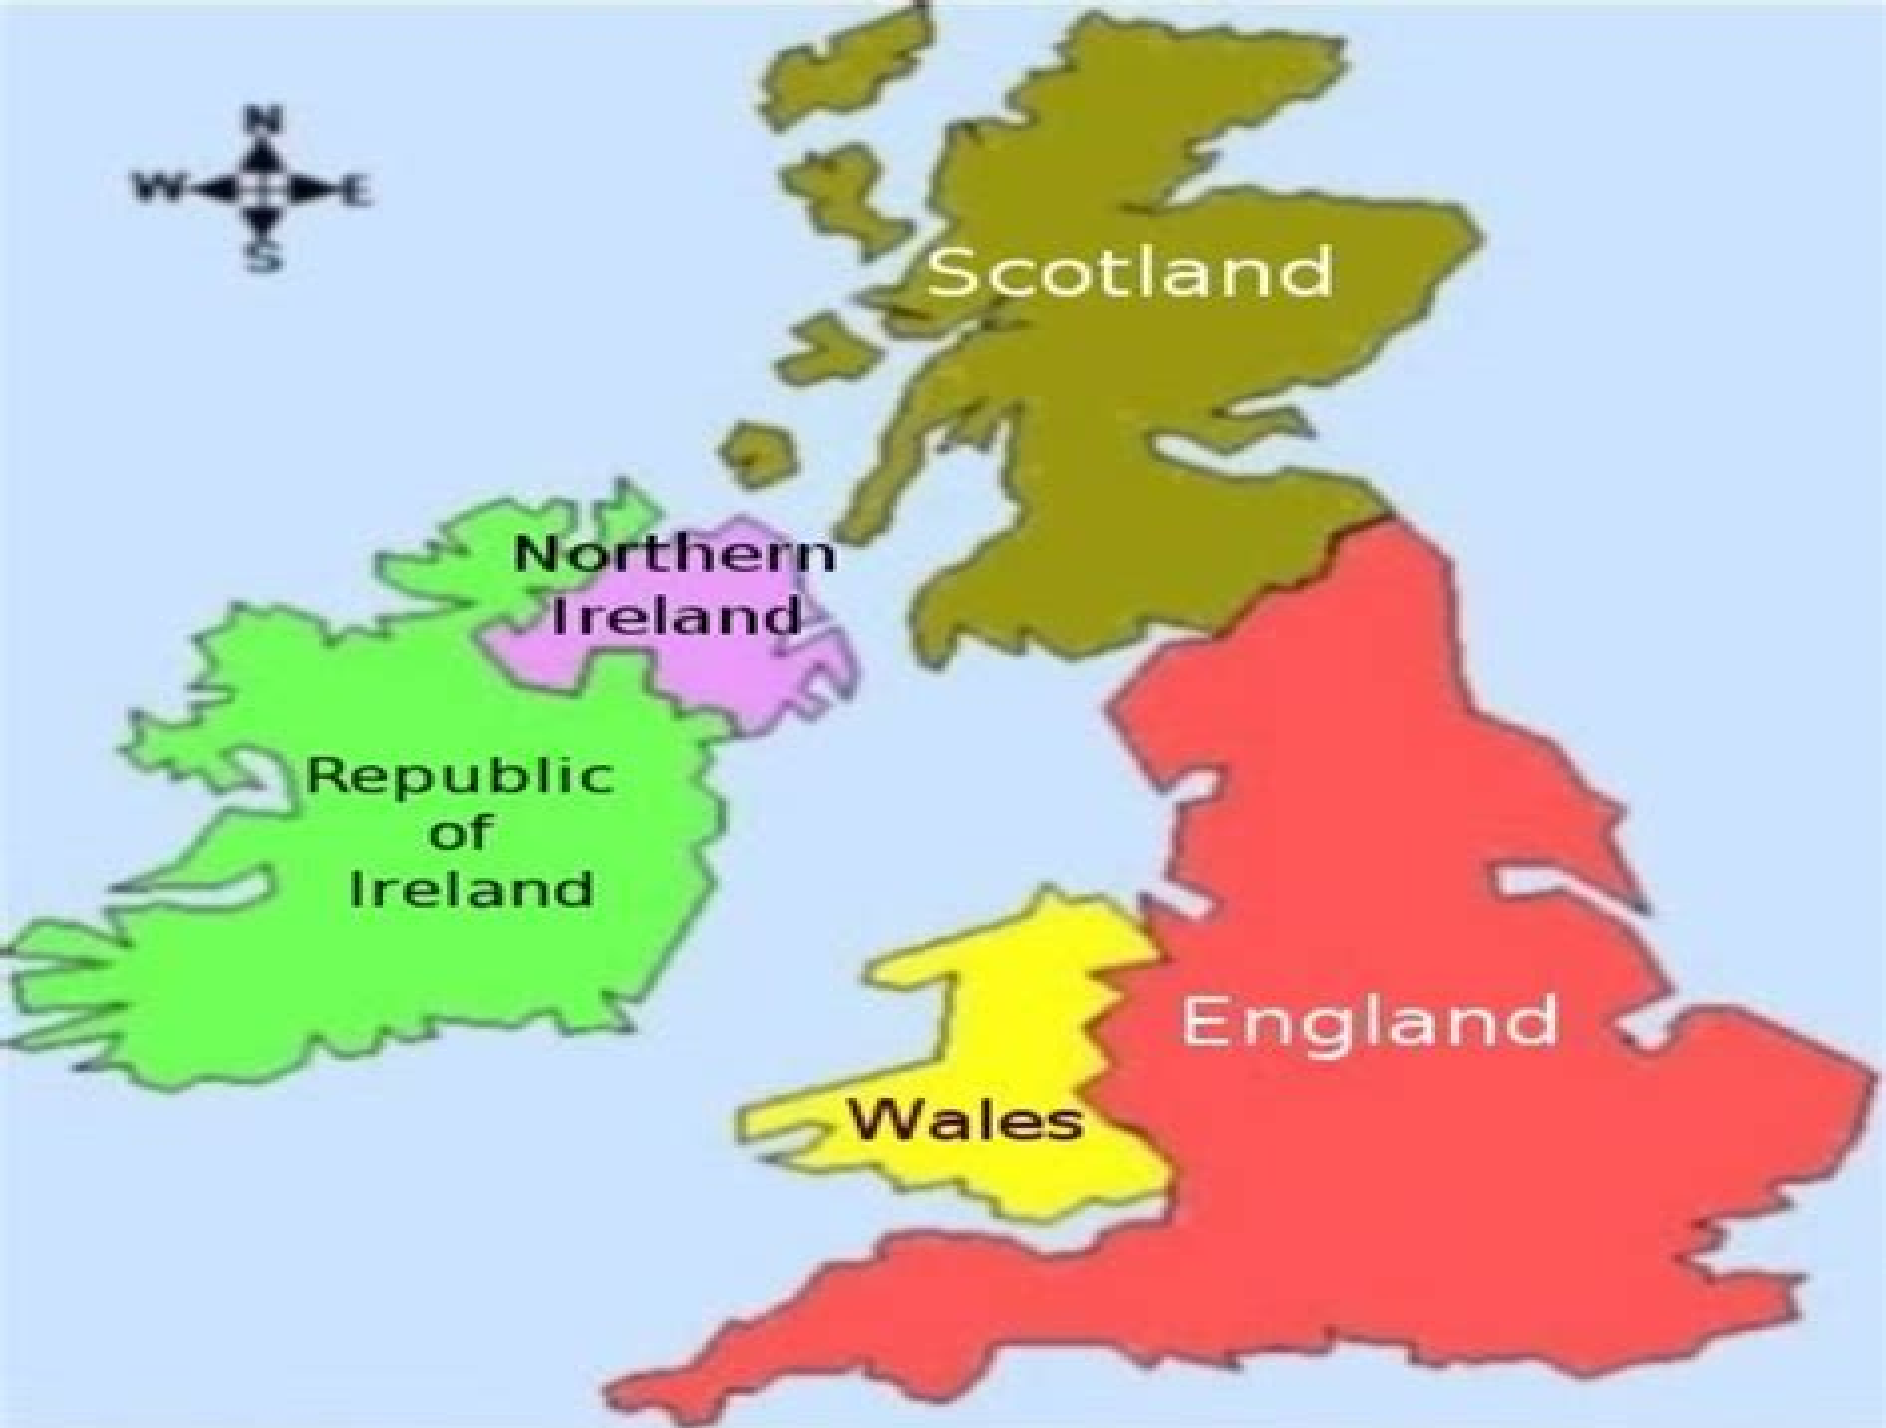 N
W E
S
Scotland
Northern
Ireland
Republic
of
Ireland
England
Wales